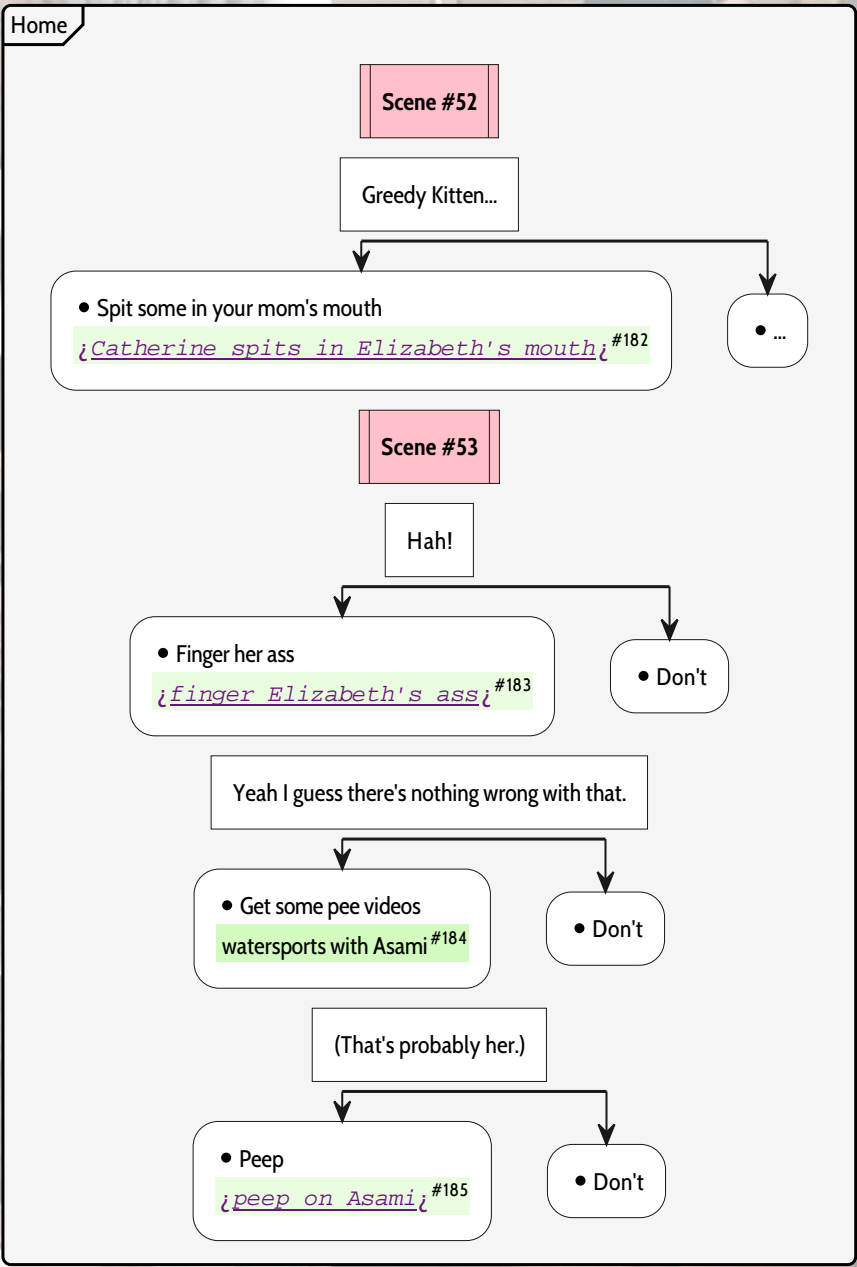 Home
Scene #52
Greedy Kitten...
• Spit some in your mom's mouth
¿Catherine spits in Elizabeth's mouth¿ #182
• ...
Scene #53
Hah!
• Finger her ass
¿finger Elizabeth's ass¿ #183
• Don't
Yeah I guess there's nothing wrong with that.
• Get some pee videos
watersports with Asami #184
• Don't
(That's probably her.)
• Peep
¿peep on Asami¿ #185
• Don't